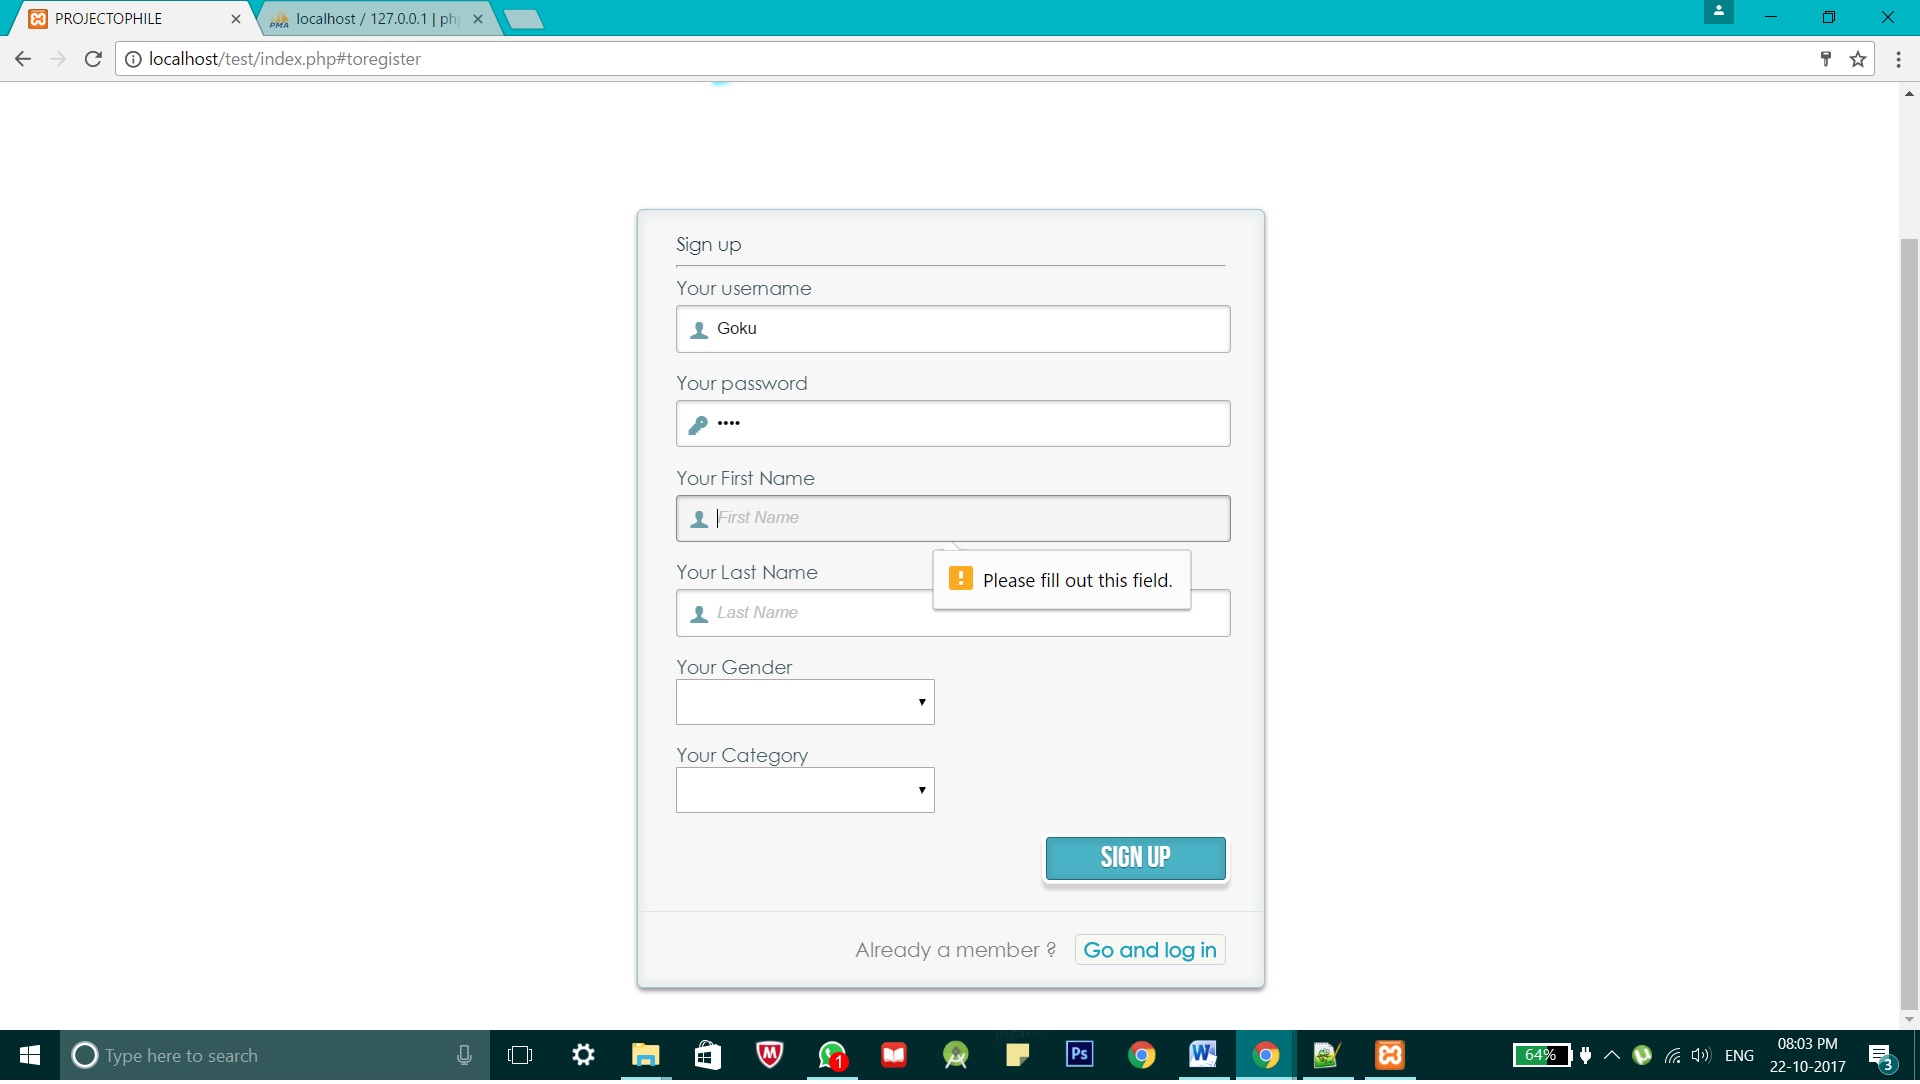 PROJECTOPHILE
localhost / 127.0.0.1 | ph
localhost/test/index.php#toregister
Sign up
Your username
Goku
Your password
••••
Your First Name
First Name
Please fill out this field.
Your Last Name
Last Name
Your Gender
Your Category
SIGN UP
Already a member ?
Go and log in
Type here to search
1
Ps
64%
ENG
08:03 PM
22-10-2017
3